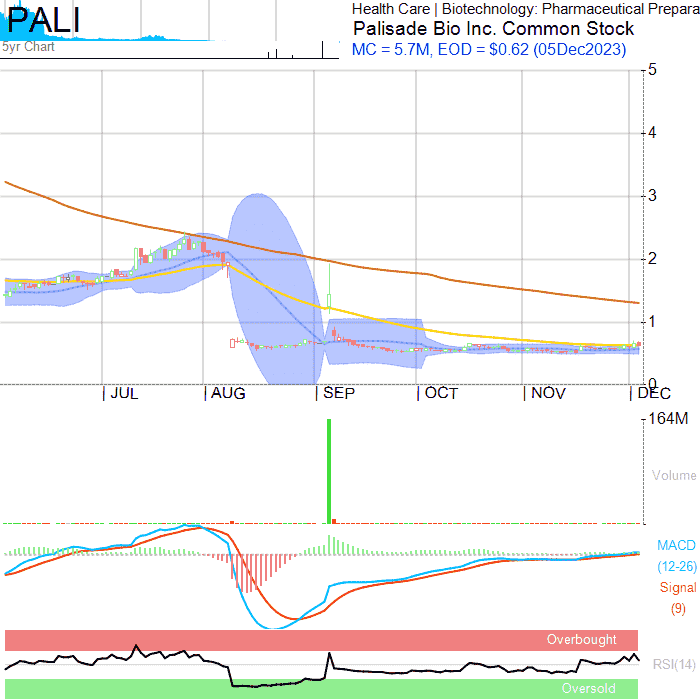 PALI
5yr Chart
Health Care | Biotechnology: Pharmaceutical Prepara
Palisade Bio Inc. Common Stock
MC = 5.7M, EOD = $0.62 (05Dec2023)
5
4
3
2
1
0
JUL
AUG
SEP
OCT
NOV
DEC
164M
Volume
MACD
(12-26)
Signal
(9)
Overbought
RSI(14)
Oversold